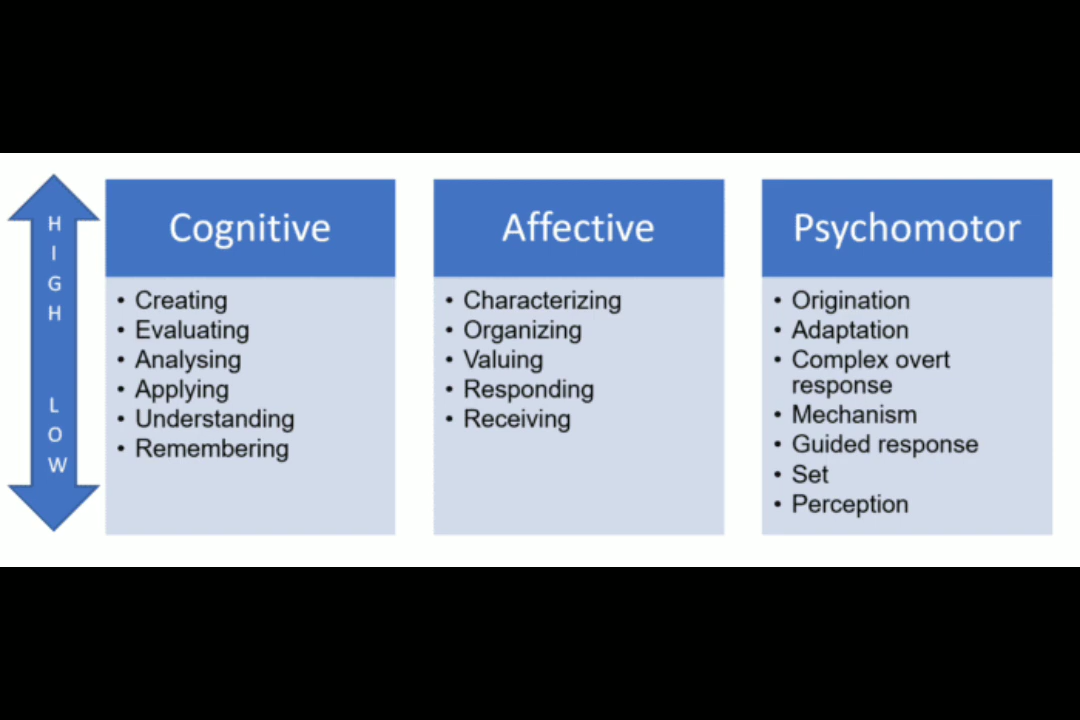 HIGH
LOW
Cognitive
• Creating
• Evaluating
• Analysing
• Applying
• Understanding
• Remembering
Affective
• Characterizing
• Organizing
• Valuing
• Responding
• Receiving
Psychomotor
• Origination
• Adaptation
• Complex overt
response
• Mechanism
• Guided response
• Set
• Perception